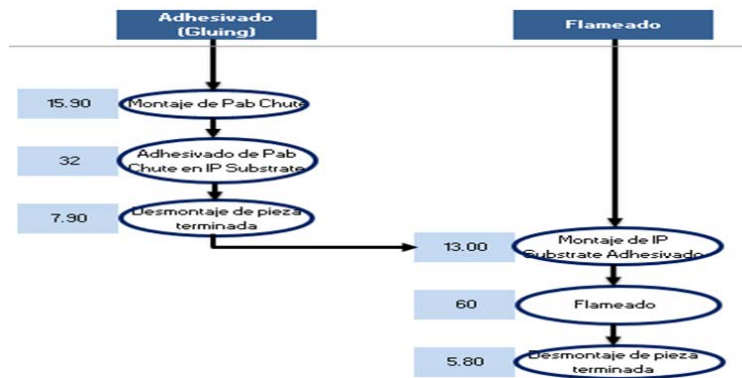 Adhesivado
(Gluing)
Flameado
15.90
Montaje de Pab Chute
32
Adhesivado de Pab
Chute en IP Substrate
7.90
Desmontaje de pieza
terminada
13.00
Montaje de IP
Substrate Adhesivado
60
Flameado
5.80
Desmontaje de pieza
terminada